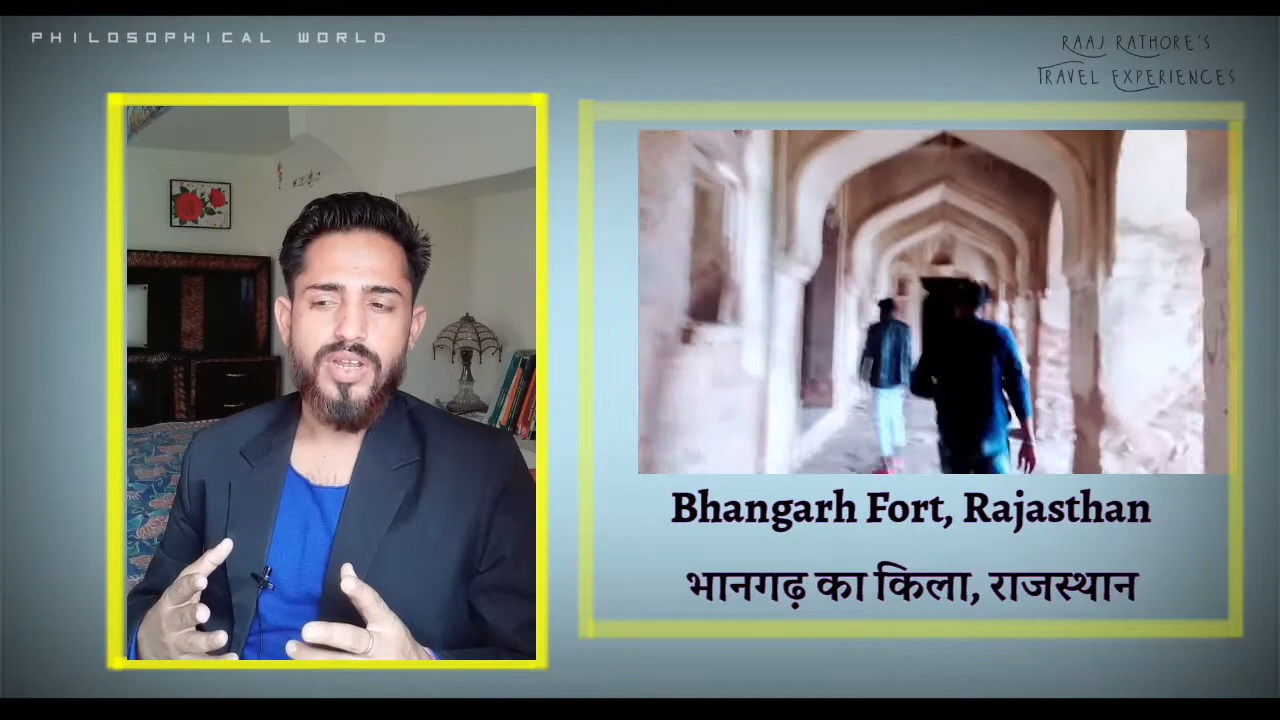 PHILOSOPHICAL WORLD
RAAJ RATHORE'S
TRAVEL EXPERIENCES
Bhangarh Fort, Rajasthan
भानगढ़ का किला, राजस्थान